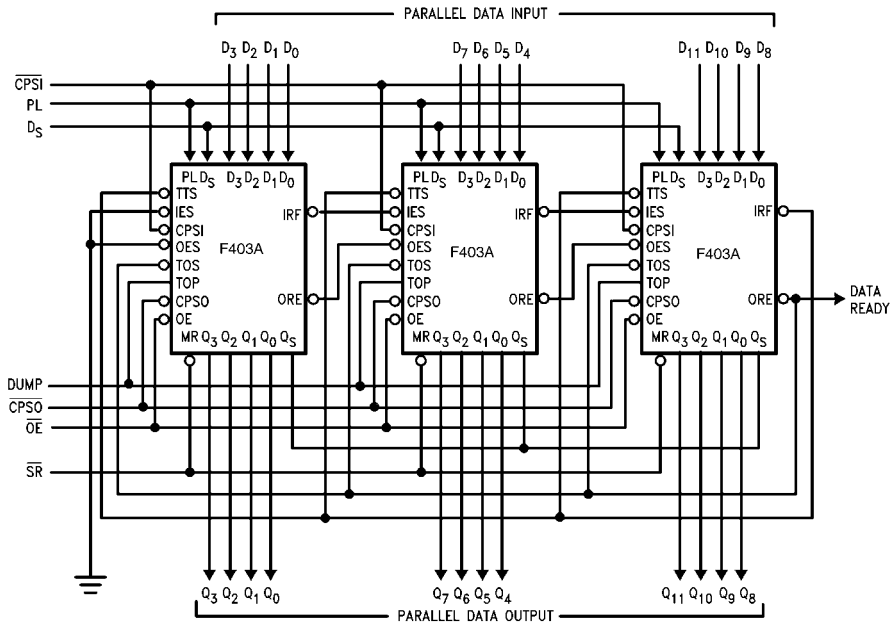 PARALLEL DATA INPUT
D3 D2 D1 D0 D7 D6 D5 D4 D11 D10 D9 D8
CPSI
PL
DS
PL DS D3 D2 D1 D0
TTS
IES
CPSI
OES
TOS
TOP
CPSO
OE
IRF
F403A
ORE
MR Q3 Q2 Q1 Q0 QS
PL DS D3 D2 D1 D0
TTS
IES
CPSI
OES
TOS
TOP
CPSO
OE
IRF
F403A
ORE
MR Q3 Q2 Q1 Q0 QS
PL DS D3 D2 D1 D0
TTS
IES
CPSI
OES
TOS
TOP
CPSO
OE
IRF
F403A
ORE
MR Q3 Q2 Q1 Q0 QS
DATA
READY
DUMP
CPSO
OE
SR
Q3 Q2 Q1 Q0 Q7 Q6 Q5 Q4 Q11 Q10 Q9 Q8
PARALLEL DATA OUTPUT